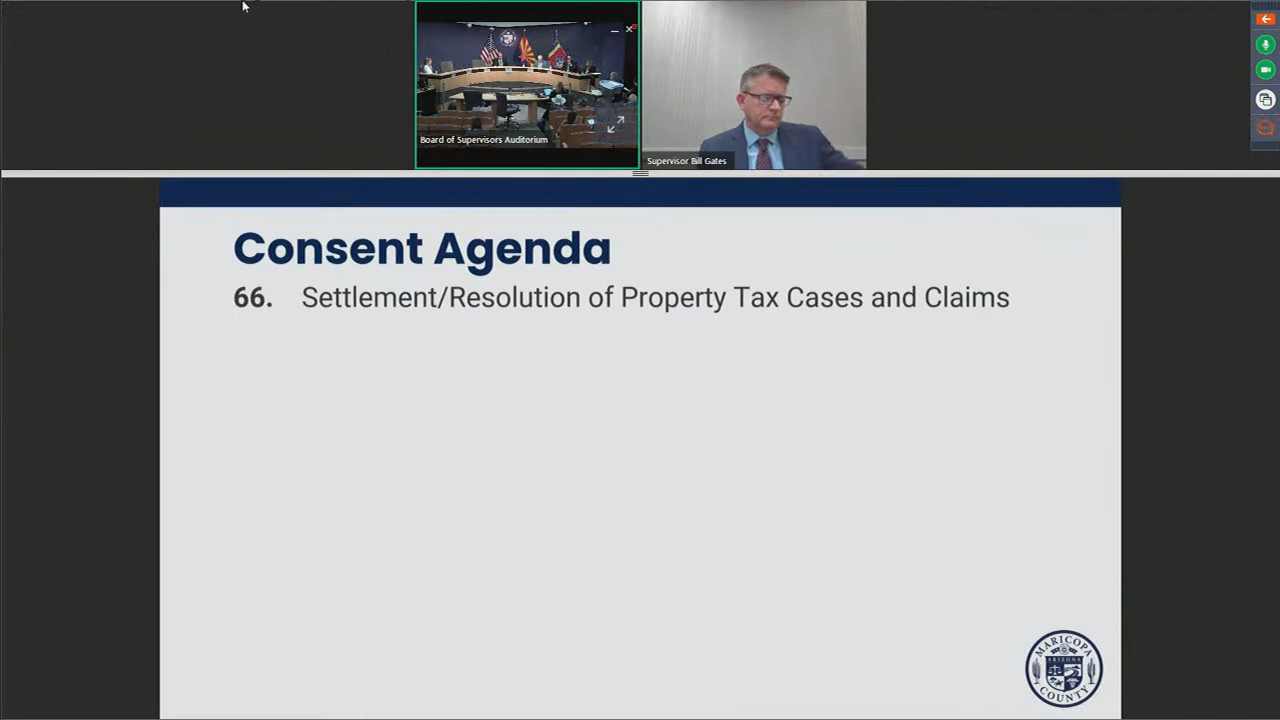 Board of Supervisors Auditorium
Supervisor Bill Gates
Consent Agenda
66. Settlement/Resolution of Property Tax Cases and Claims
MARICOPA
ARIZONA
COUNTY